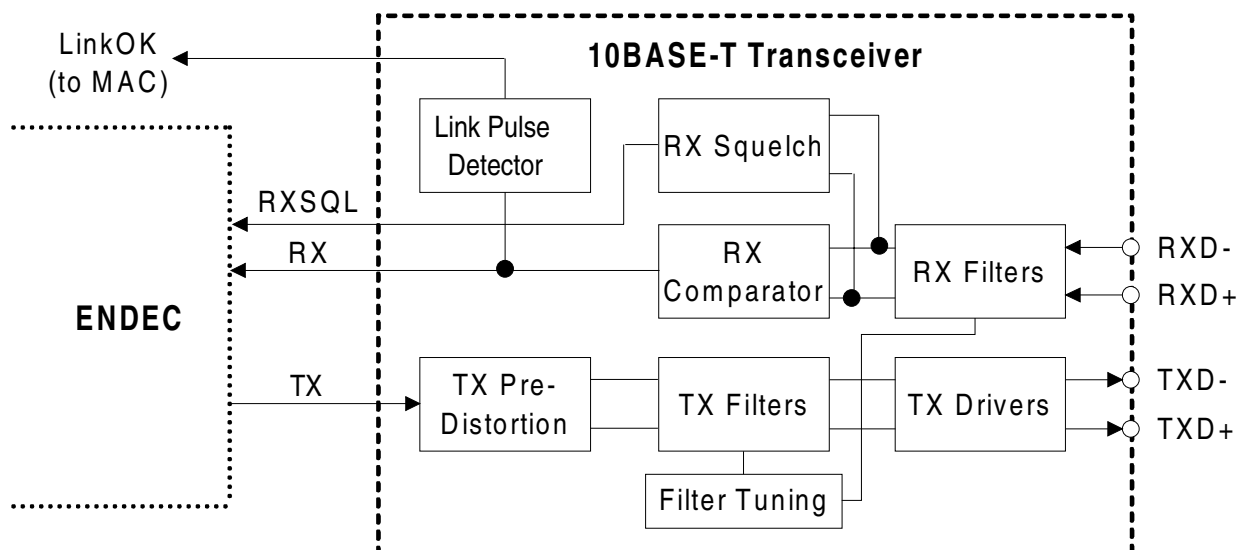 LinkOK
(to MAC)
10BASE-T Transceiver
Link Pulse
Detector
RX Squelch
RXSQL
RX
RX
Comparator
RX Filters
RXD-
RXD+
ENDEC
TX
TX Pre-
Distortion
TX Filters
TX Drivers
TXD-
TXD+
Filter Tuning